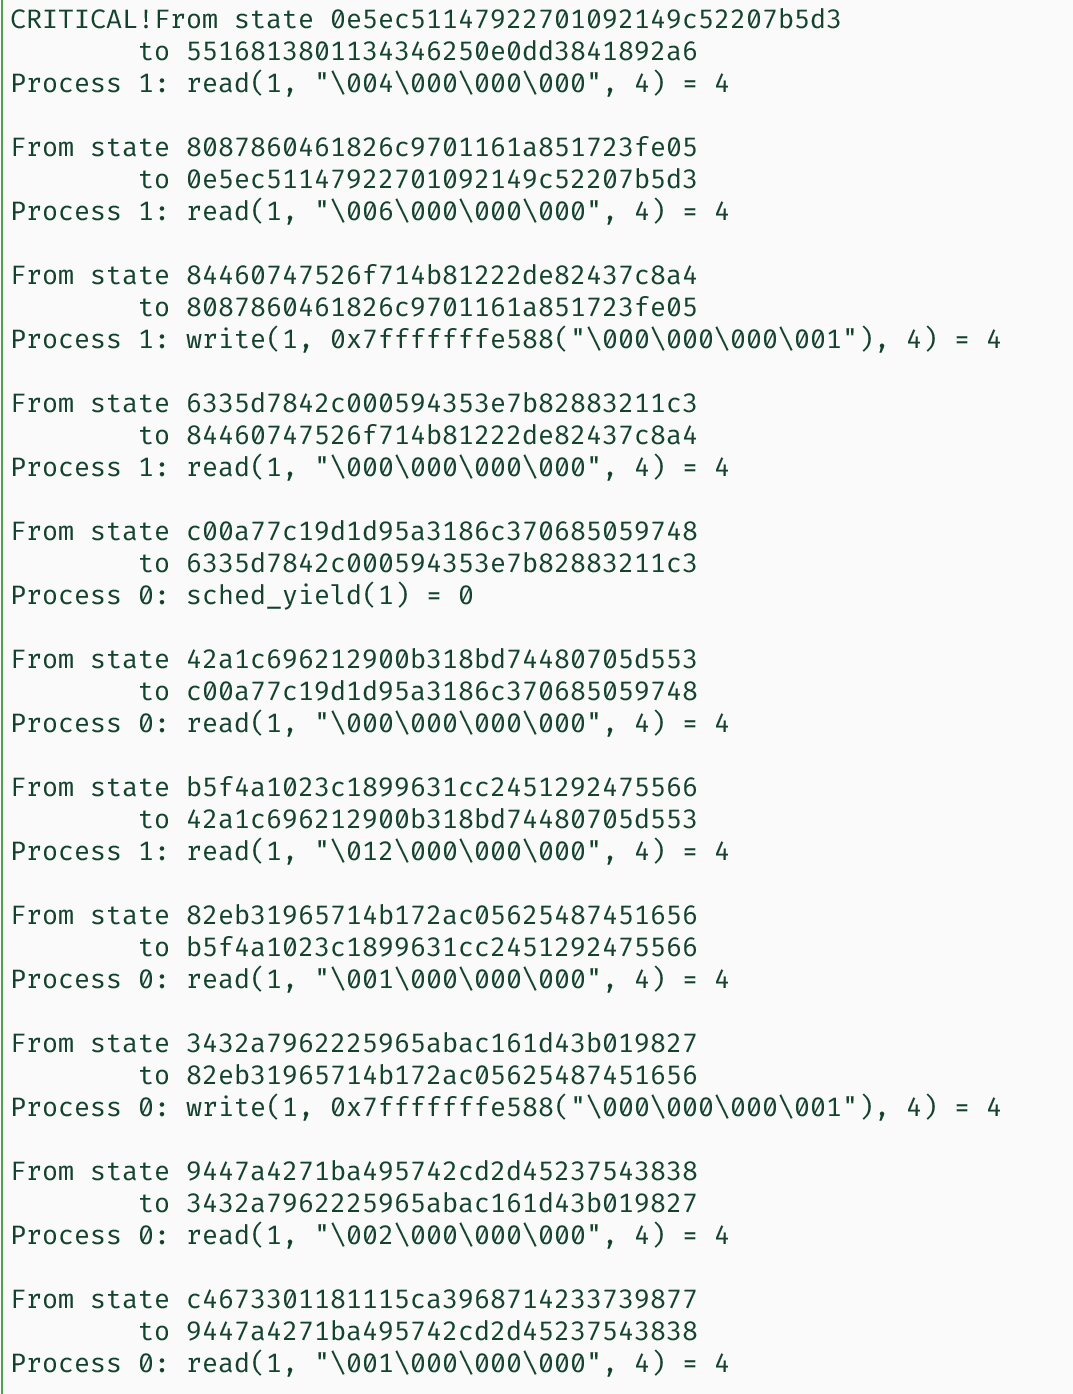 CRITICAL!From state 0e5ec51147922701092149c52207b5d3
to 5516813801134346250e0dd3841892a6
Process 1: read(1, "\004\000\000\000", 4) = 4
From state 8087860461826c9701161a851723fe05
to 0e5ec51147922701092149c52207b5d3
Process 1: read(1, "\006\000\000\000", 4) = 4
From state 84460747526f714b81222de82437c8a4
to 8087860461826c9701161a851723fe05
Process 1: write(1, 0x7fffffffe588("\000\000\000\001"), 4) = 4
From state 6335d7842c000594353e7b82883211c3
to 84460747526f714b81222de82437c8a4
Process 1: read(1, "\000\000\000\000", 4) = 4
From state c00a77c19d1d95a3186c370685059748
to 6335d7842c000594353e7b82883211c3
Process 0: sched_yield(1) = 0
From state 42a1c696212900b318bd74480705d553
to c00a77c19d1d95a3186c370685059748
Process 0: read(1, "\000\000\000\000", 4) = 4
From state b5f4a1023c1899631cc2451292475566
to 42a1c696212900b318bd74480705d553
Process 1: read(1, "\012\000\000\000", 4) = 4
From state 82eb31965714b172ac05625487451656
to b5f4a1023c1899631cc2451292475566
Process 0: read(1, "\001\000\000\000", 4) = 4
From state 3432a7962225965abac161d43b019827
to 82eb31965714b172ac05625487451656
Process 0: write(1, 0x7fffffffe588("\000\000\000\001"), 4) = 4
From state 9447a4271ba495742cd2d45237543838
to 3432a7962225965abac161d43b019827
Process 0: read(1, "\002\000\000\000", 4) = 4
From state c4673301181115ca3968714233739877
to 9447a4271ba495742cd2d45237543838
Process 0: read(1, "\001\000\000\000", 4) = 4